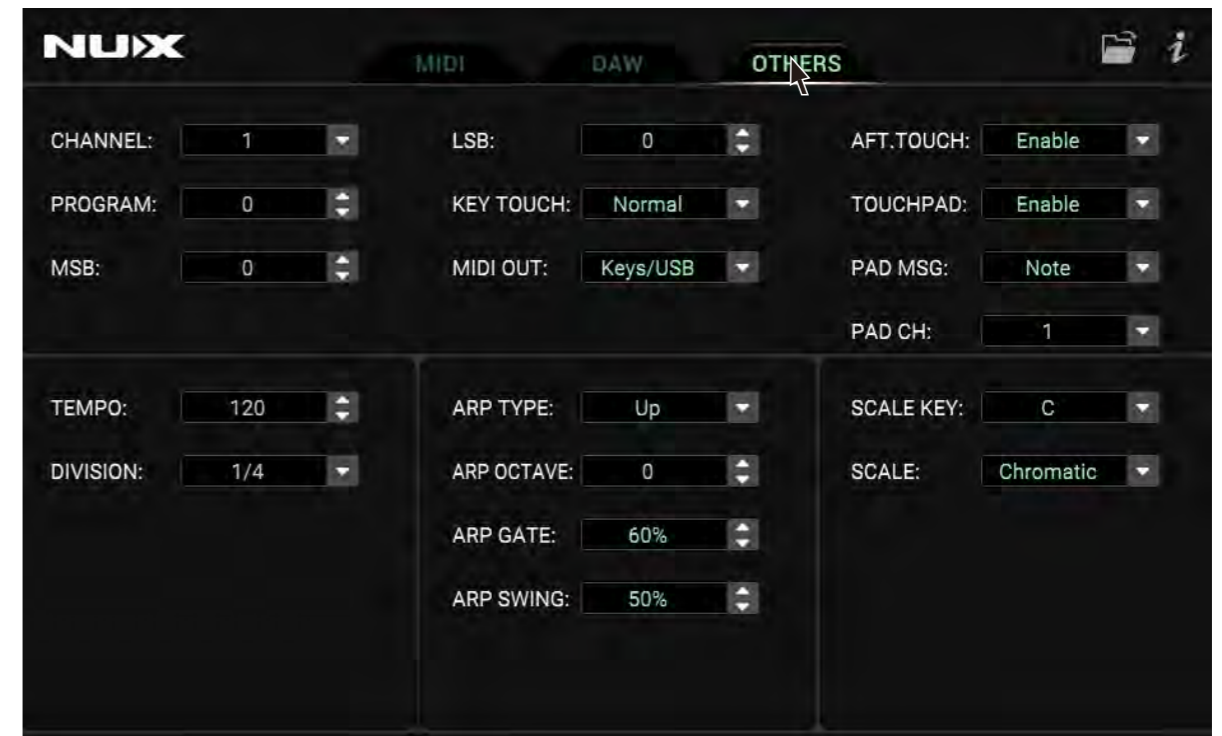 NUX
MIDI DAW OTHERS i
CHANNEL: 1 LSB: 0 AFT.TOUCH: Enable
PROGRAM: 0 KEY TOUCH: Normal TOUCHPAD: Enable
MSB: 0 MIDI OUT: Keys/USB PAD MSG: Note
PAD CH: 1
TEMPO: 120 ARP TYPE: Up SCALE KEY: C
DIVISION: 1/4 ARP OCTAVE: 0 SCALE: Chromatic
ARP GATE: 60%
ARP SWING: 50%